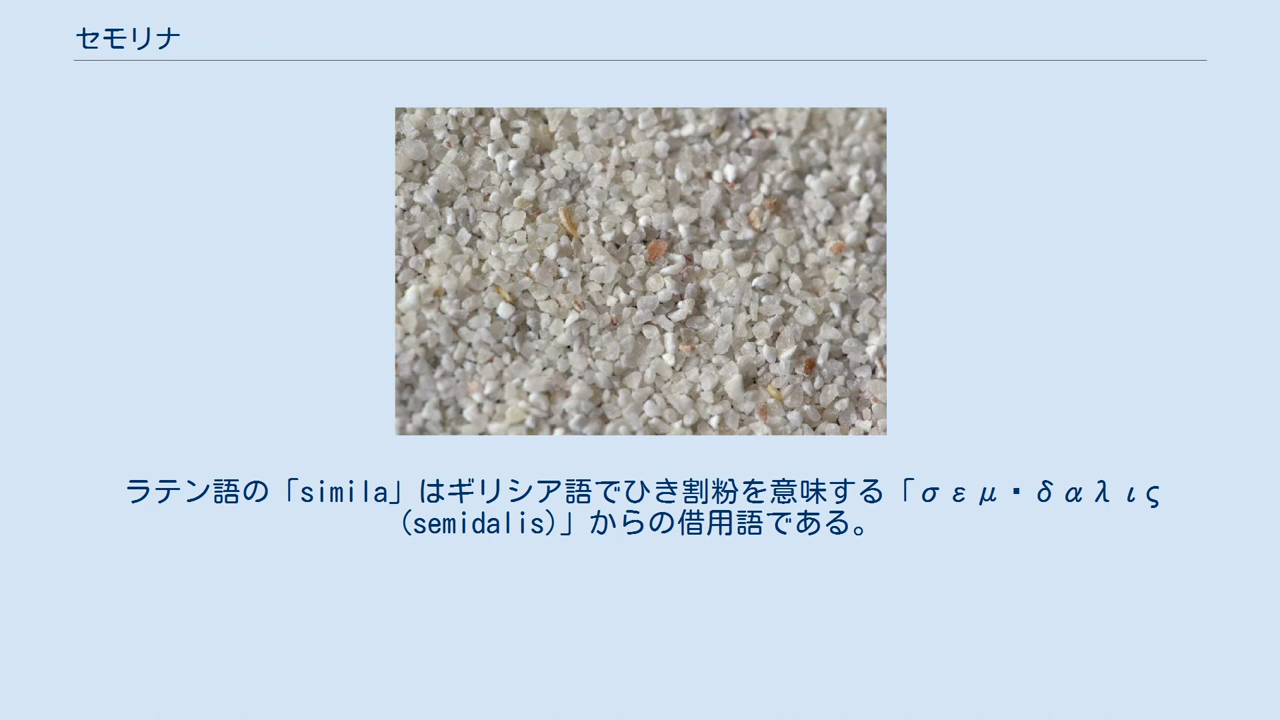 セモリナ
ラテン語の「simila」はギリシア語でひき割粉を意味する「σεμ・δαλις
(semidalis)」からの借用語である。